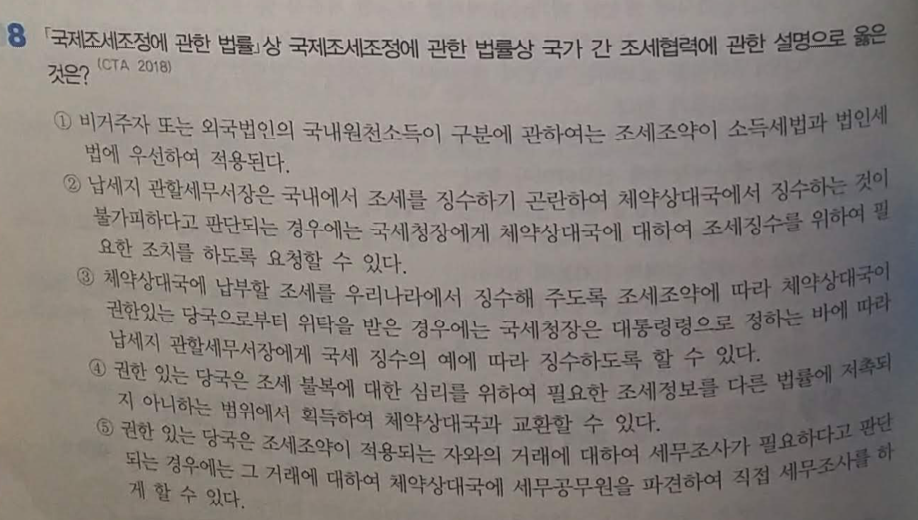 8 「국제조세조정에 관한 법률」상 국제조세조정에 관한 법률상 국가 간 조세협력에 관한 설명으로 옳은
것은? (CTA 2018)
① 비거주자 또는 외국법인의 국내원천소득이 구분에 관하여는 조세조약이 소득세법과 법인세
법에 우선하여 적용된다.
② 납세지 관할세무서장은 국내에서 조세를 징수하기 곤란하여 체약상대국에서 징수하는 것이
불가피하다고 판단되는 경우에는 국세청장에게 체약상대국에 대하여 조세징수를 위하여 필
요한 조치를 하도록 요청할 수 있다.
③ 체약상대국에 납부할 조세를 우리나라에서 징수해 주도록 조세조약에 따라 체약상대국이
권한있는 당국으로부터 위탁을 받은 경우에는 국세청장은 대통령령으로 정하는 바에 따라
납세지 관할세무서장에게 국세 징수의 예에 따라 징수하도록 할 수 있다.
④ 권한 있는 당국은 조세 불복에 대한 심리를 위하여 필요한 조세정보를 다른 법률에 저촉되
지 아니하는 범위에서 획득하여 체약상대국과 교환할 수 있다.
⑤ 권한 있는 당국은 조세조약이 적용되는 자와의 거래에 대하여 세무조사가 필요하다고 판단
되는 경우에는 그 거래에 대하여 체약상대국에 세무공무원을 파견하여 직접 세무조사를 하
게 할 수 있다.